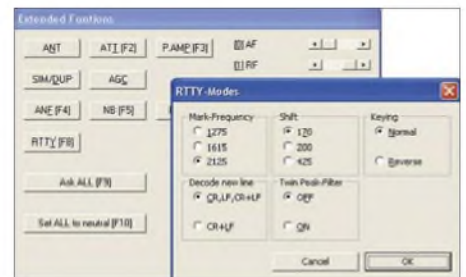 Extended Funtions
ANT
ATT [F2]
P.AMP [F3]
AF
RF
SIM/DUP
AGC
ANF [F4]
NB [F5]
RTTY [F8]
Ask ALL [F9]
Set ALL to neutral [F10]
RTTY-Modes
Mark-Frequency
1275
1615
2125
Shift
170
200
425
Keying
Normal
Reverse
Decode new line
CR,LF,CR+LF
CR+LF
Twin Peak-Filter
OFF
ON
Cancel
OK